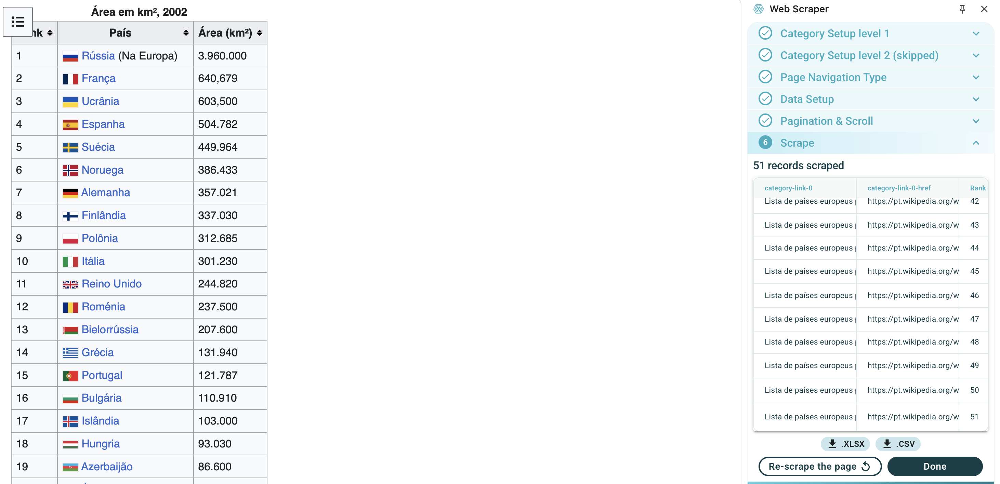 Área em km², 2002
nk País Área (km²)
1 Rússia (Na Europa) 3.960.000
2 França 640,679
3 Ucrânia 603,500
4 Espanha 504.782
5 Suécia 449.964
6 Noruega 386.433
7 Alemanha 357.021
8 Finlândia 337.030
9 Polônia 312.685
10 Itália 301.230
11 Reino Unido 244.820
12 Roménia 237.500
13 Bielorrússia 207.600
14 Grécia 131.940
15 Portugal 121.787
16 Bulgária 110.910
17 Islândia 103.000
18 Hungria 93.030
19 Azerbaijão 86.600
Web Scraper
Category Setup level 1
Category Setup level 2 (skipped)
Page Navigation Type
Data Setup
Pagination & Scroll
6 Scrape
51 records scraped
category-link-0 category-link-0-href Rank
Lista de países europeus https://pt.wikipedia.org/w 42
Lista de países europeus https://pt.wikipedia.org/w 43
Lista de países europeus https://pt.wikipedia.org/w 44
Lista de países europeus https://pt.wikipedia.org/w 45
Lista de países europeus https://pt.wikipedia.org/w 46
Lista de países europeus https://pt.wikipedia.org/w 47
Lista de países europeus https://pt.wikipedia.org/w 48
Lista de países europeus https://pt.wikipedia.org/w 49
Lista de países europeus https://pt.wikipedia.org/w 50
Lista de países europeus https://pt.wikipedia.org/w 51
.XLSX .CSV
Re-scrape the page Done